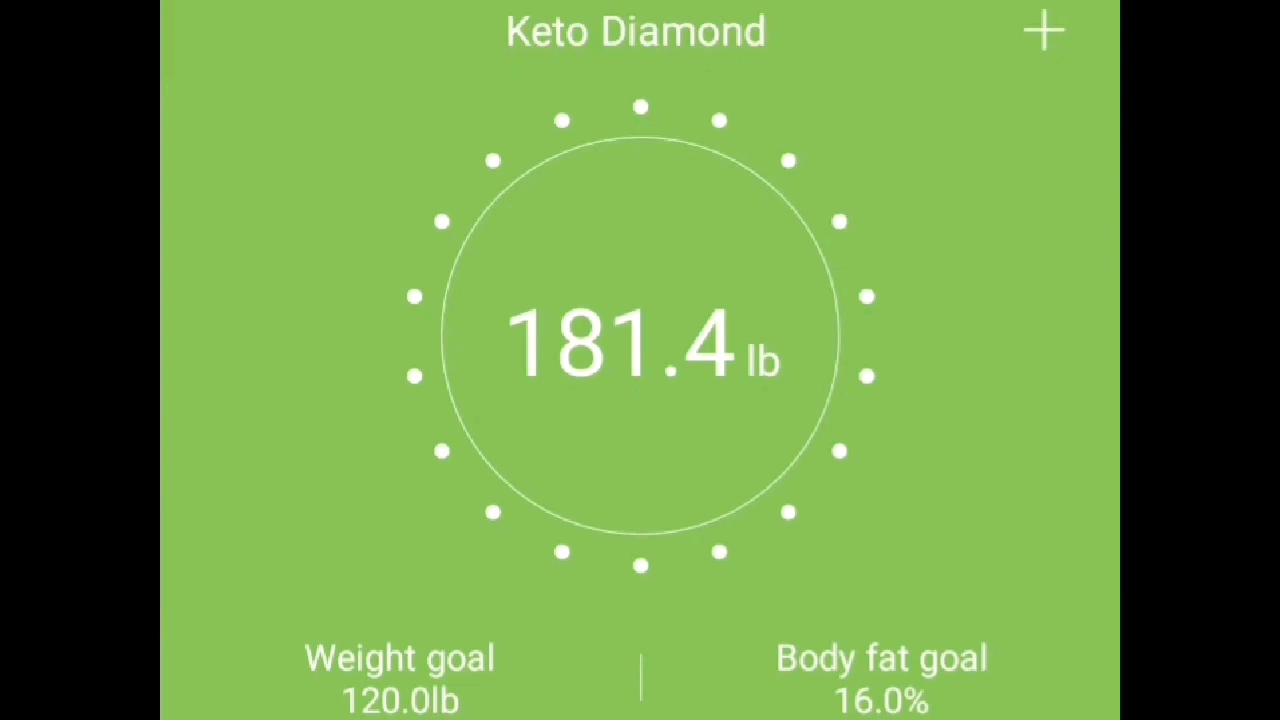 Keto Diamond
181.4 lb
Weight goal
120.0lb
Body fat goal
16.0%